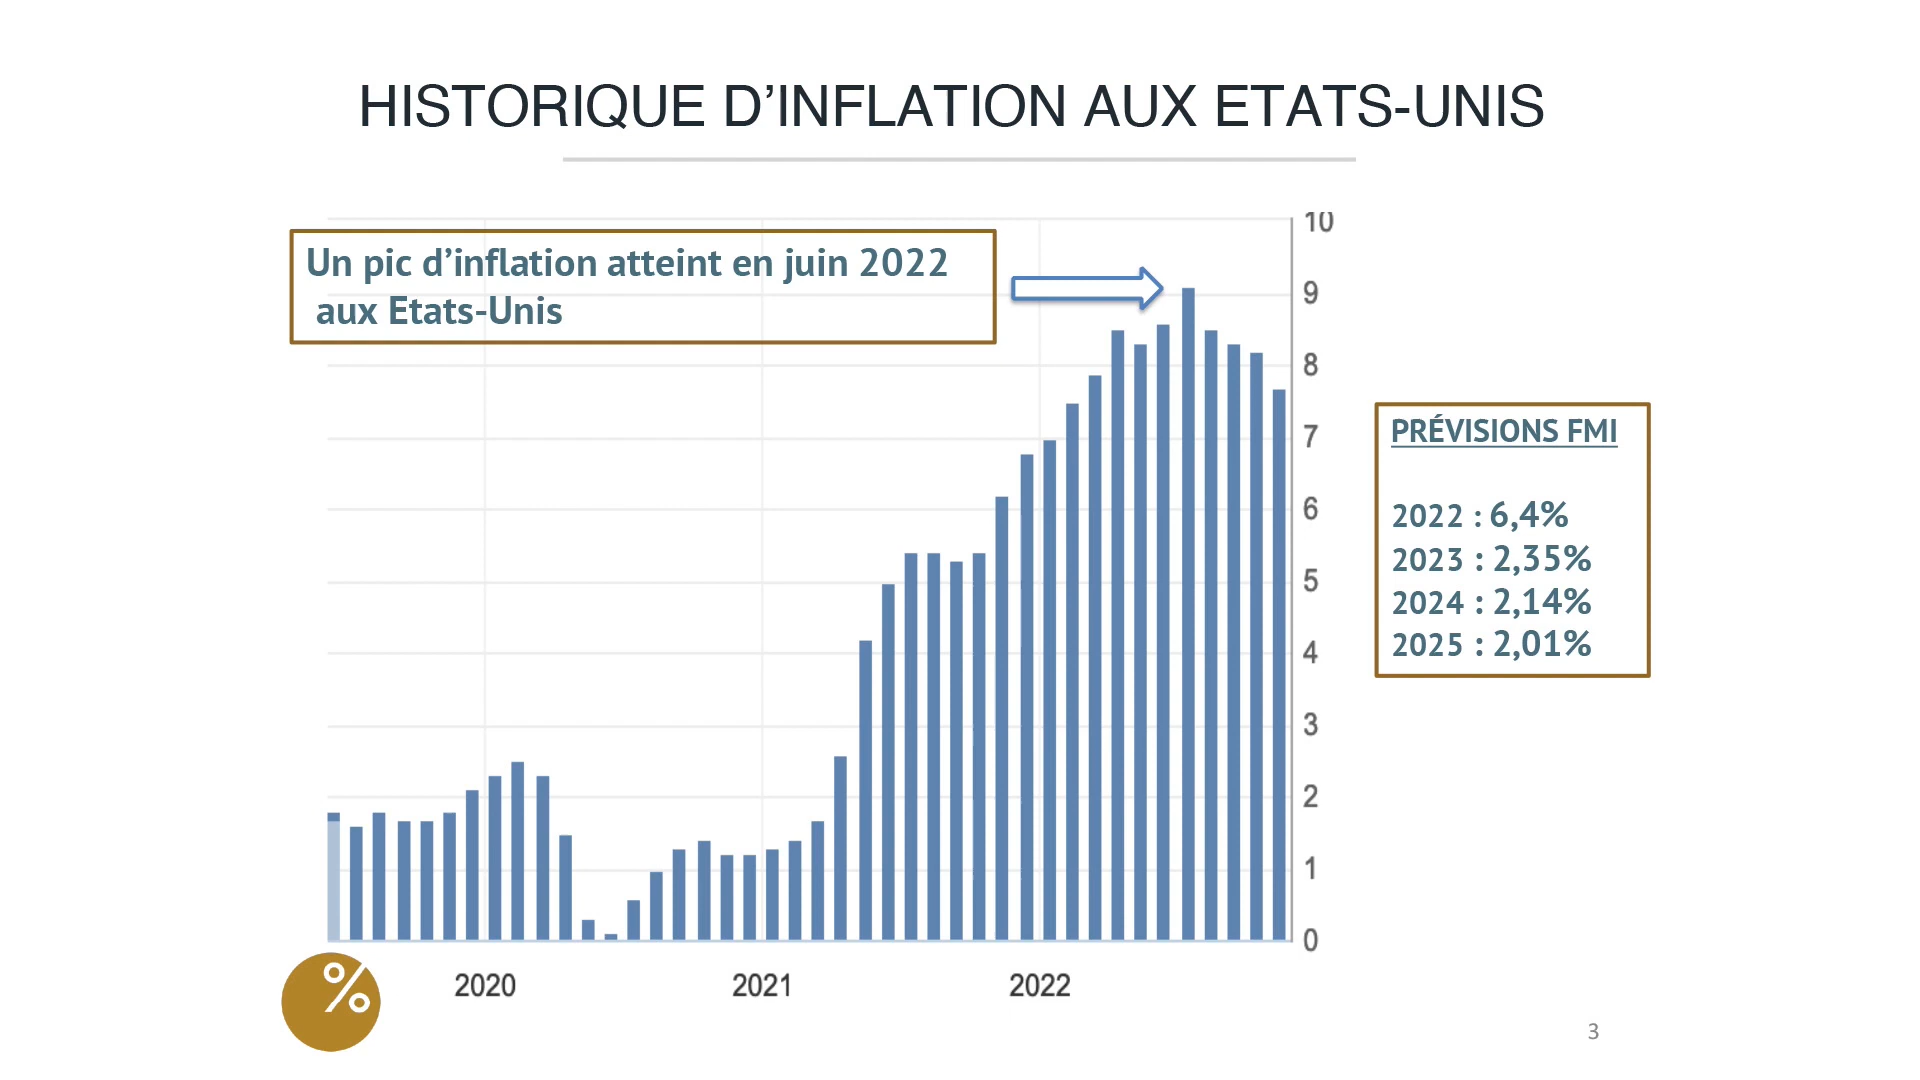 HISTORIQUE D’INFLATION AUX ETATS-UNIS
Un pic d’inflation atteint en juin 2022
aux Etats-Unis
10
9
8
7
6
5
4
3
2
1
0
PRÉVISIONS FMI
2022 : 6,4%
2023 : 2,35%
2024 : 2,14%
2025 : 2,01%
%
2020 2021 2022
3